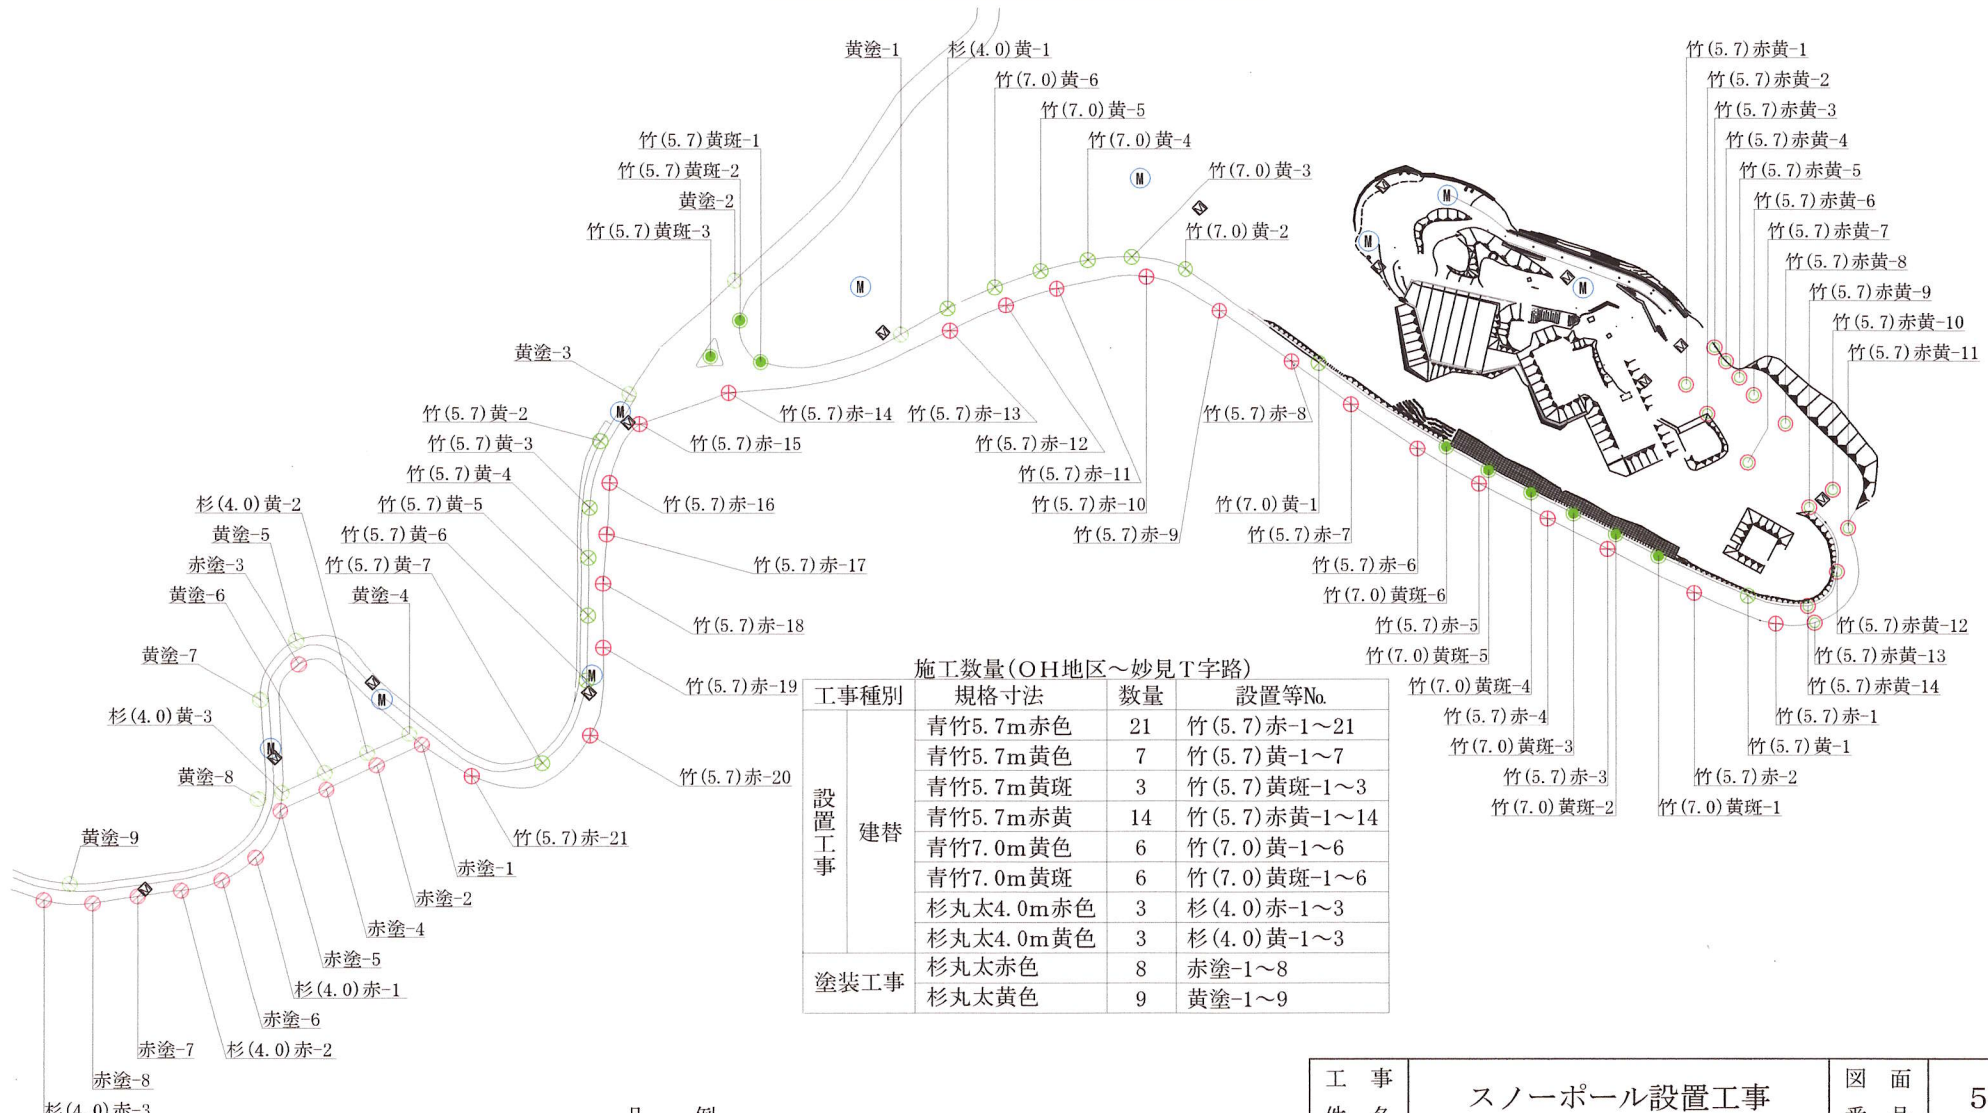 黄塗-1
杉(4.0)黄-1
竹(7.0)黄-6
竹(7.0)黄-5
竹(7.0)黄-4
竹(7.0)黄-3
竹(7.0)黄-2
竹(5.7)黄斑-1
竹(5.7)黄斑-2
黄塗-2
竹(5.7)黄斑-3
M
M
M
M
M
竹(5.7)赤黄-1
竹(5.7)赤黄-2
竹(5.7)赤黄-3
竹(5.7)赤黄-4
竹(5.7)赤黄-5
竹(5.7)赤黄-6
竹(5.7)赤黄-7
竹(5.7)赤黄-8
竹(5.7)赤黄-9
竹(5.7)赤黄-10
竹(5.7)赤黄-11
黄塗-3
M
竹(5.7)黄-2
竹(5.7)黄-3
竹(5.7)黄-4
竹(5.7)黄-5
竹(5.7)黄-6
竹(5.7)黄-7
杉(4.0)黄-2
黄塗-5
赤塗-3
黄塗-6
黄塗-4
黄塗-7
杉(4.0)黄-3
黄塗-8
黄塗-9
M
M
M
竹(5.7)赤-14
竹(5.7)赤-15
竹(5.7)赤-16
竹(5.7)赤-17
竹(5.7)赤-18
竹(5.7)赤-19
竹(5.7)赤-20
竹(5.7)赤-21
竹(5.7)赤-13
竹(5.7)赤-12
竹(5.7)赤-11
竹(5.7)赤-10
竹(5.7)赤-9
竹(5.7)赤-8
竹(7.0)黄-1
竹(5.7)赤-7
竹(5.7)赤-6
竹(7.0)黄斑-6
竹(5.7)赤-5
竹(7.0)黄斑-5
竹(7.0)黄斑-4
竹(5.7)赤-4
竹(7.0)黄斑-3
竹(5.7)赤-3
竹(7.0)黄斑-2
竹(5.7)赤黄-12
竹(5.7)赤黄-13
竹(5.7)赤黄-14
竹(5.7)赤-1
竹(5.7)黄-1
竹(5.7)赤-2
竹(7.0)黄斑-1
赤塗-1
赤塗-2
赤塗-4
赤塗-5
杉(4.0)赤-1
赤塗-6
杉(4.0)赤-2
赤塗-7
赤塗-8
杉(4.0)赤-3
施工数量(OH地区～妙見T字路)
工事種別 規格寸法 数量 設置等№
設置工事 建替
青竹5.7m赤色 21 竹(5.7)赤-1～21
青竹5.7m黄色 7 竹(5.7)黄-1～7
青竹5.7m黄斑 3 竹(5.7)黄斑-1～3
青竹5.7m赤黄 14 竹(5.7)赤黄-1～14
青竹7.0m黄色 6 竹(7.0)黄-1～6
青竹7.0m黄斑 6 竹(7.0)黄斑-1～6
杉丸太4.0m赤色 3 杉(4.0)赤-1～3
杉丸太4.0m黄色 3 杉(4.0)黄-1～3
塗装工事
杉丸太赤色 8 赤塗-1～8
杉丸太黄色 9 黄塗-1～9
凡 例
工事件名 スノーポール設置工事 図面番号 5